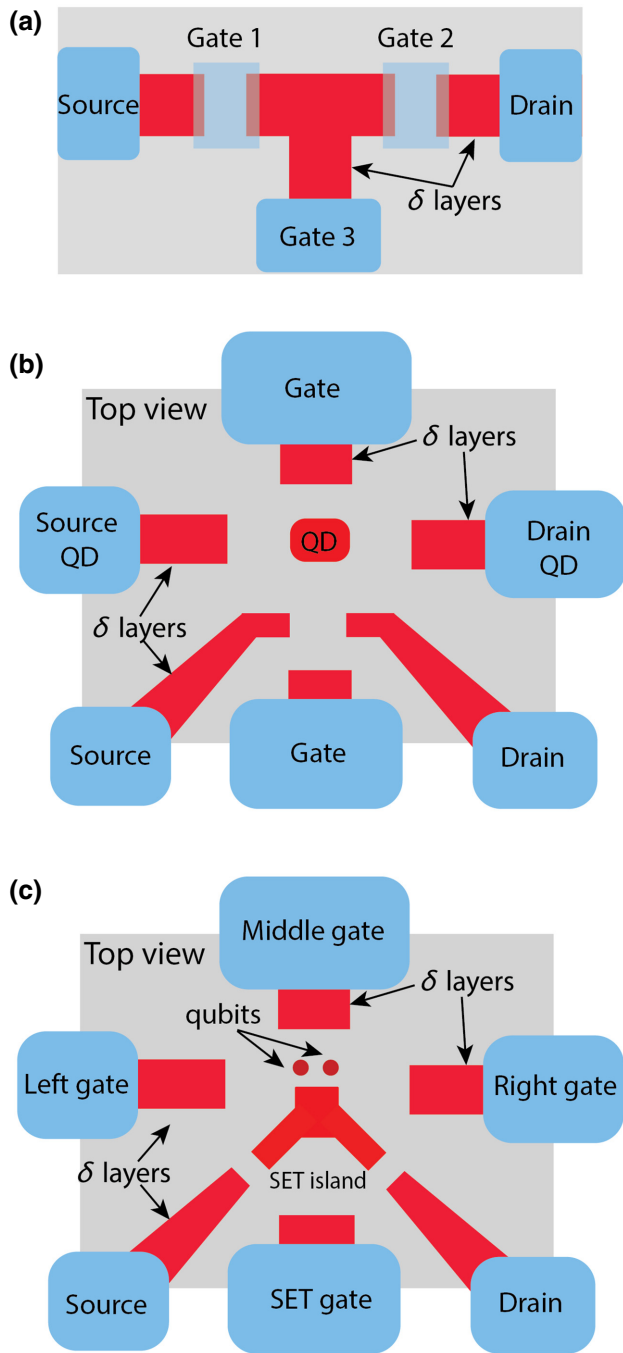 (a)
Gate 1
Gate 2
Source
Drain
δ layers
Gate 3
(b)
Gate
Top view
δ layers
Source
QD
QD
Drain
QD
δ layers
Source
Gate
Drain
(c)
Middle gate
Top view
δ layers
qubits
Left gate
Right gate
δ layers
SET island
Source
SET gate
Drain